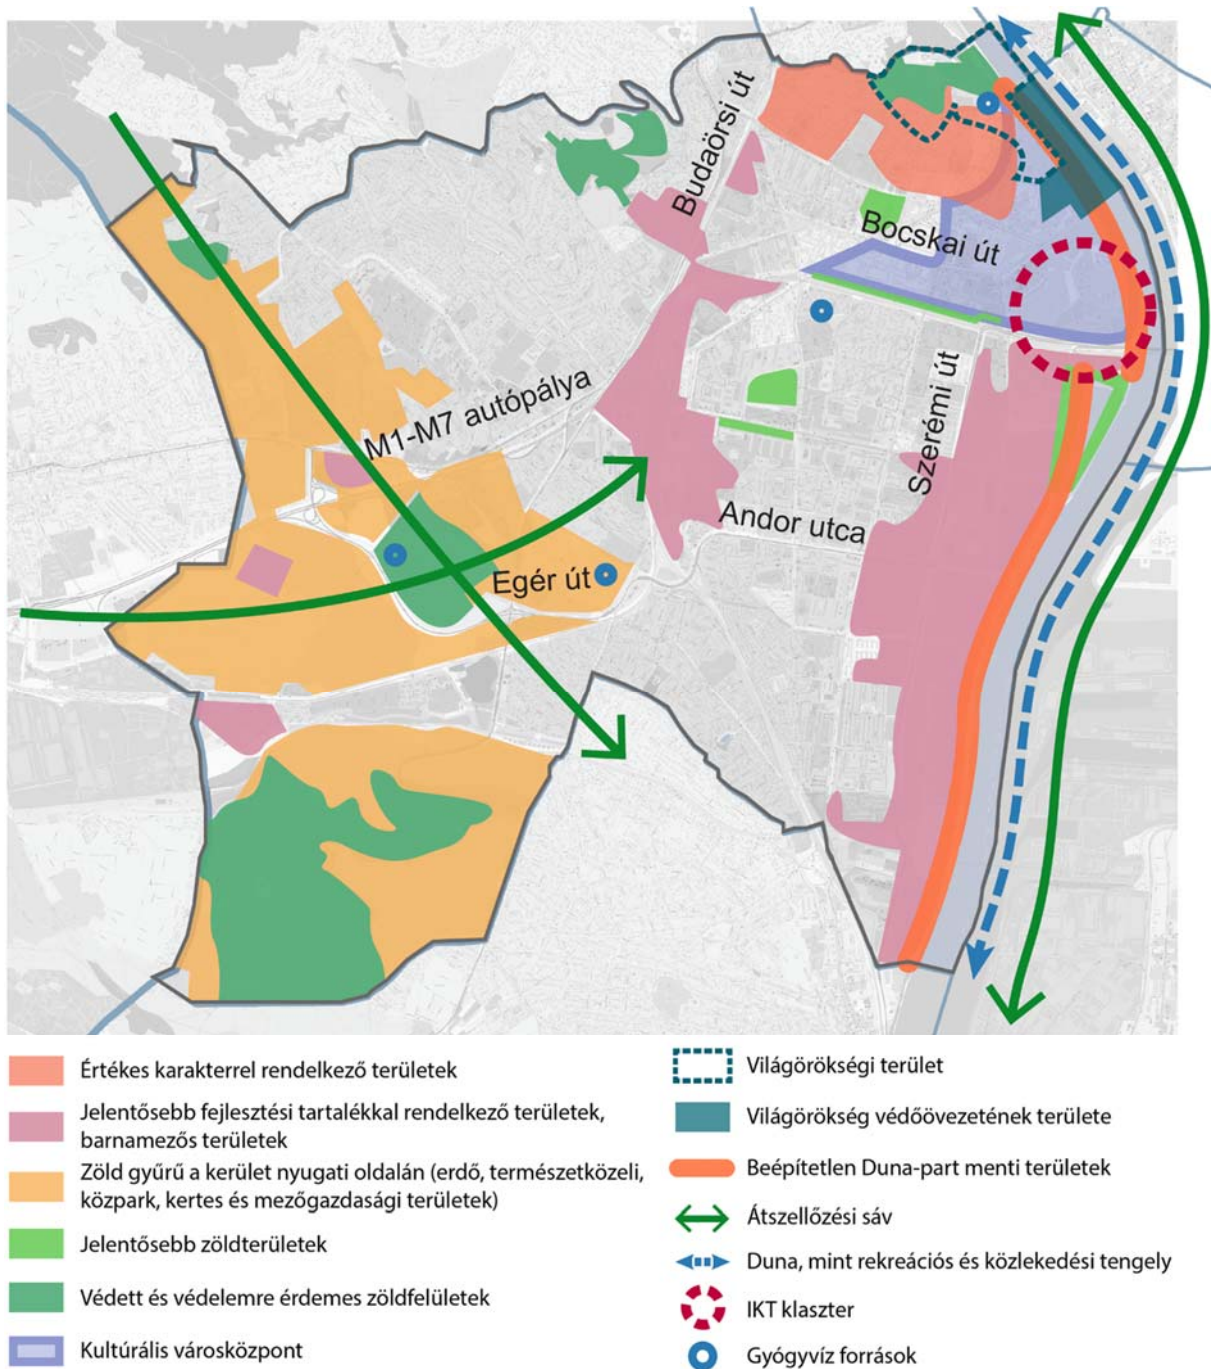 Budaörsi út
Bocskai út
M1-M7 autópálya
Szerémi út
Andor utca
Egér út
Értékes karakterrel rendelkező területek
Jelentősebb fejlesztési tartalékkal rendelkező területek,
barnamezős területek
Zöld gyűrű a kerület nyugati oldalán (erdő, természetközeli,
közpark, kertes és mezőgazdasági területek)
Jelentősebb zöldterületek
Védett és védelemre érdemes zöldfelületek
Kultúrális városközpont
Világörökségi terület
Világörökség védőövezetének területe
Beépítetlen Duna-part menti területek
Átszellőzési sáv
Duna, mint rekreációs és közlekedési tengely
IKT klaszter
Gyógyvíz források